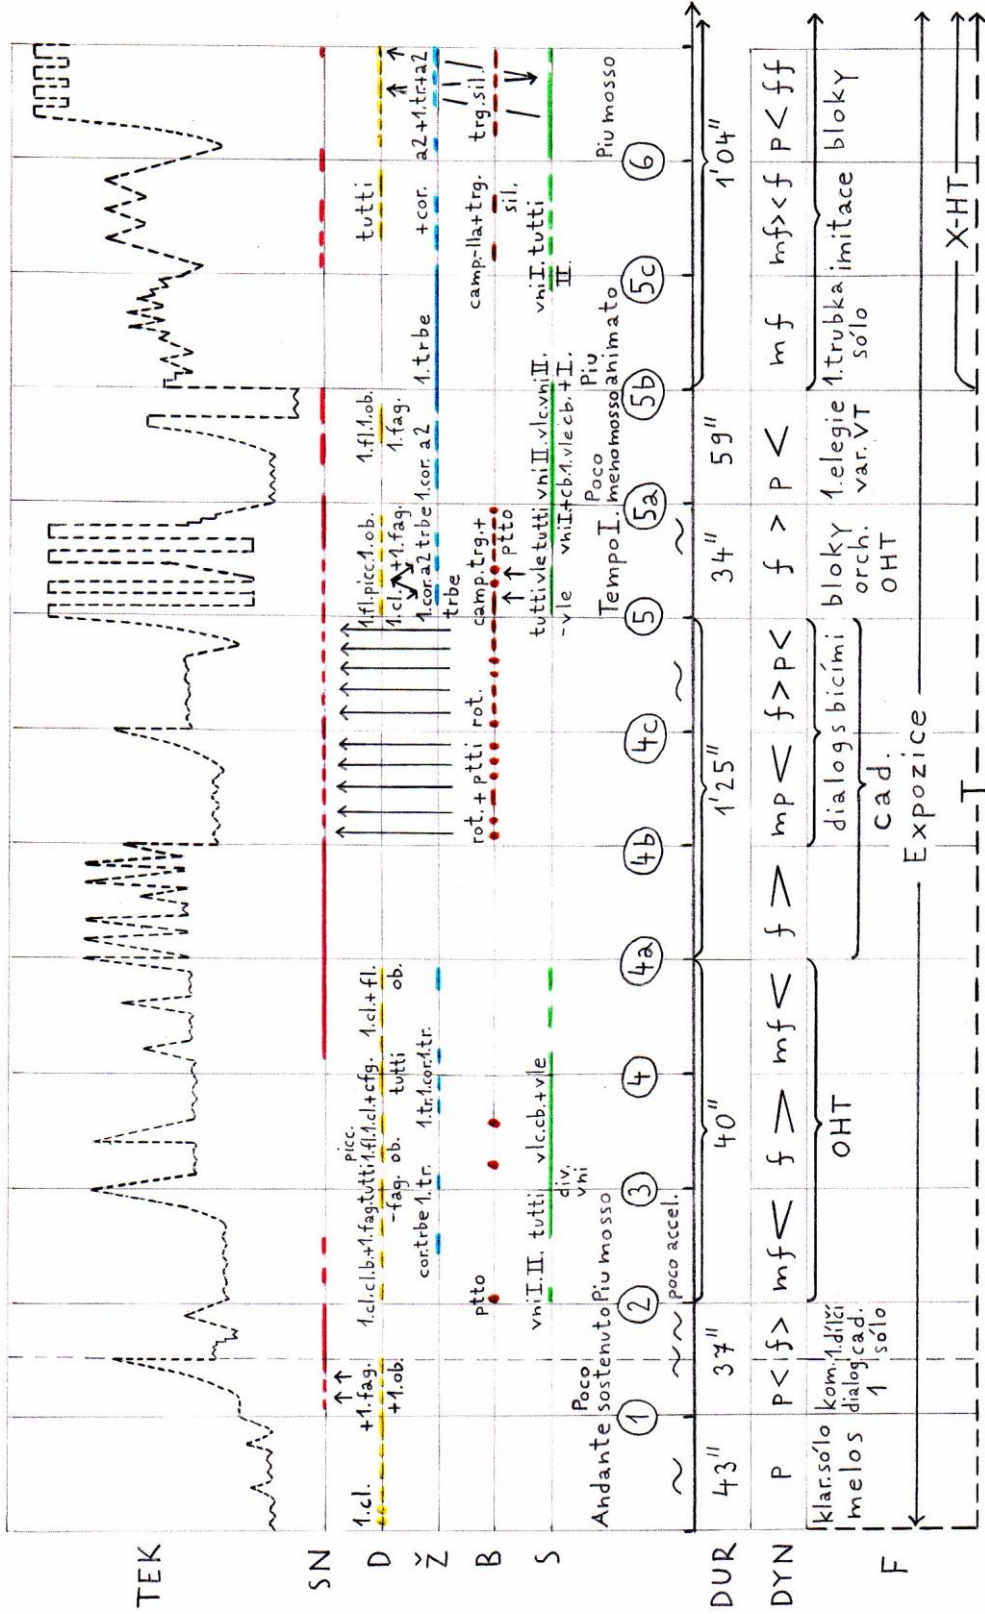 TEK
SN
D
1.cl.
+1.fag.
+1.ob.
1.cl.cl.b.+1.fag.tutti1.fl.1.cl.+cfg.
picc.
-fag. ob.
tutti
1.cl.+fl.
ob.
1.fl.picc.1.ob.
1.cl.
+1.fag.
1.fl.1.ob.
1.fag.
tutti
Ž
cor.trbe 1.tr.
1.tr.1.cor.1.tr.
1.cor.a2 trbe
trbe
1.cor. a2
1.trbe
+cor.
a2+1.tr.+a2
B
ptto
rot.+ptti rot.
camp.trg.+
ptto
camp.-lla+trg.
sil.
trg.sil.
S
vni I.II. tutti
div.
vni
vlc.cb.+vle
tutti.vle tutti vni II.vlc.vni II.
-vle
vni I.+cb.1.vle cb.+I.
vni I. tutti
II.
Andante
Poco
sostenuto
Piu mosso
poco accel.
Tempo I.
Poco
meno mosso
Piu
animato
Piu mosso
1 2 3 4 4a 4b 4c 5 5a 5b 5c 6
DUR 43" 37" 40" 1'25" 34" 59" 1'04"
DYN p p<f> mf< f> mf< f> mp< f>p< f> p< mf mf><f p<ff
F
klar.sólo
melos
kom.
dialog
1
1.dílčí
cad.
sólo
OHT
dialog s bicími
cad.
bloky
orch.
OHT
1.elegie
var.VT
1.trubka
sólo
imitace
bloky
Expozice
X-HT
T